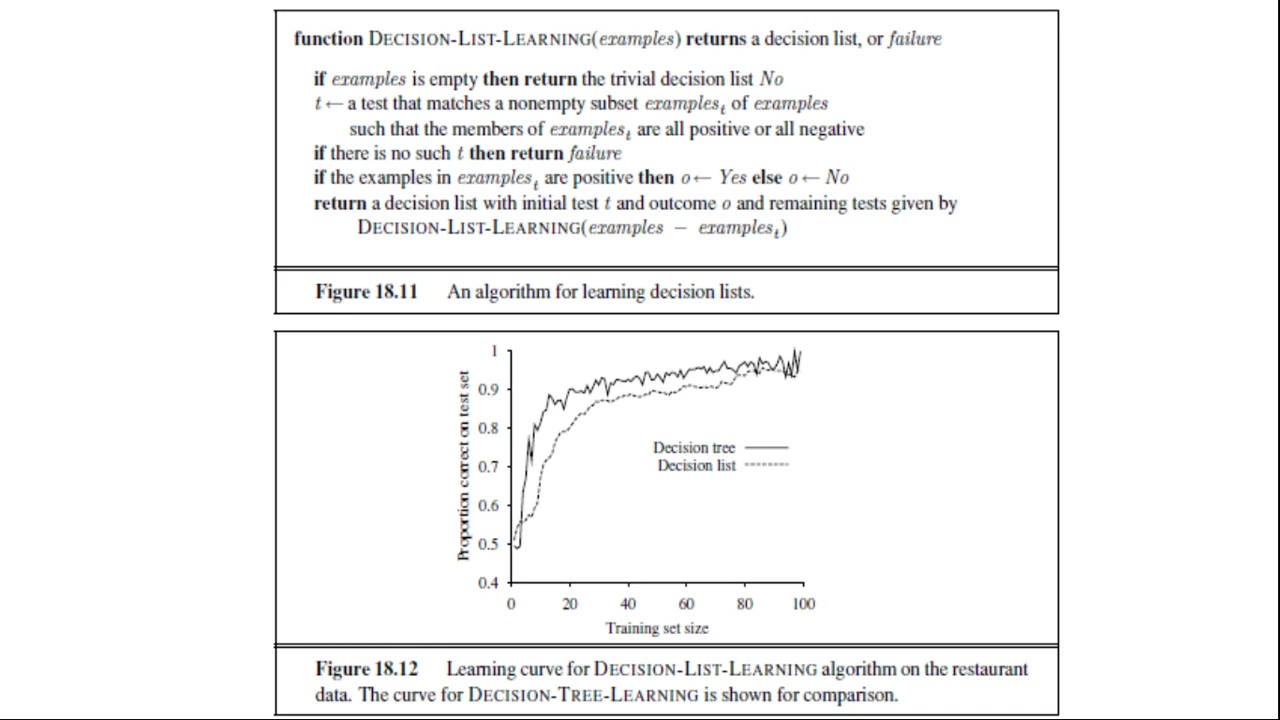 function DECISION-LIST-LEARNING(examples) returns a decision list, or failure
if examples is empty then return the trivial decision list No
t ← a test that matches a nonempty subset examples_t of examples
such that the members of examples_t are all positive or all negative
if there is no such t then return failure
if the examples in examples_t are positive then o ← Yes else o ← No
return a decision list with initial test t and outcome o and remaining tests given by
DECISION-LIST-LEARNING(examples − examples_t)
Figure 18.11 An algorithm for learning decision lists.
Proportion correct on test set
1
0.9
0.8
0.7
0.6
0.5
0.4
Decision tree
Decision list
0 20 40 60 80 100
Training set size
Figure 18.12 Learning curve for DECISION-LIST-LEARNING algorithm on the restaurant
data. The curve for DECISION-TREE-LEARNING is shown for comparison.